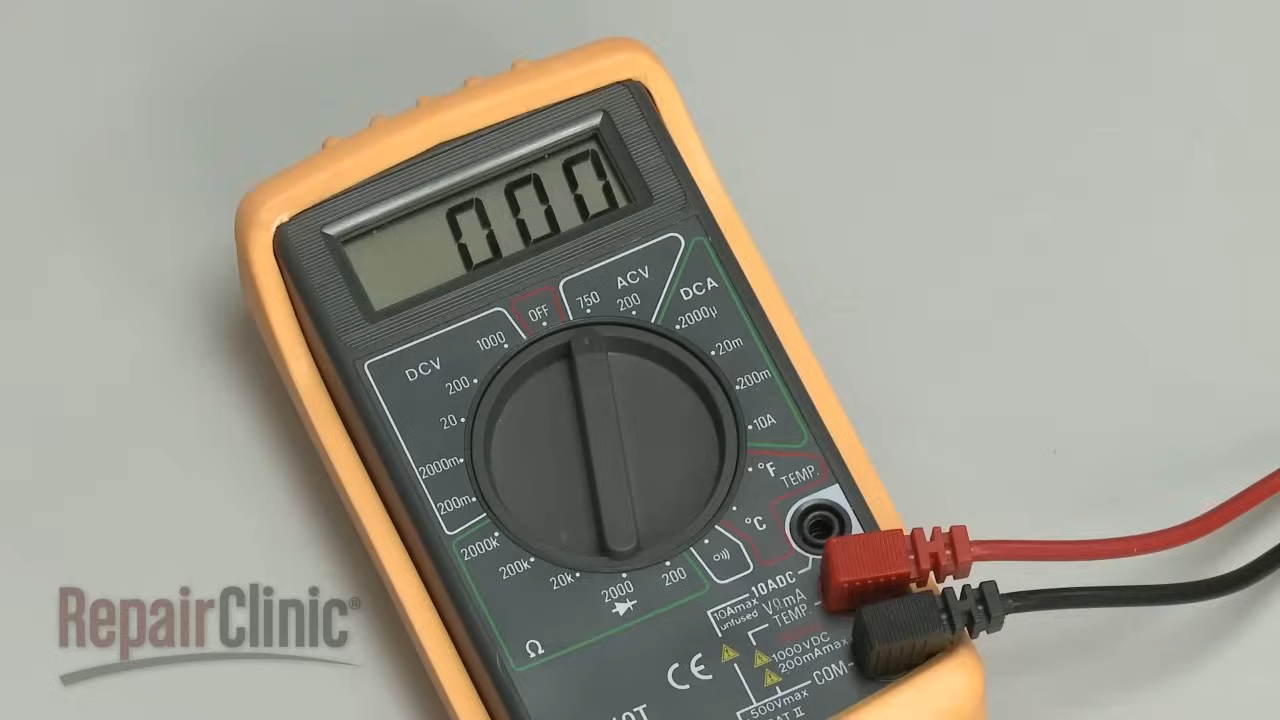 000
OFF
750 200 ACV
DCA
2000µ
20m
200m
10A
°F TEMP.
°C
DCV
1000
200
20
2000m
200m
2000k
200k
20k
2000
200
Ω
10ADC
10Amax
unfused
VΩmA
TEMP.
1000VDC
200mAmax
COM
500Vmax
CE
RepairClinic®